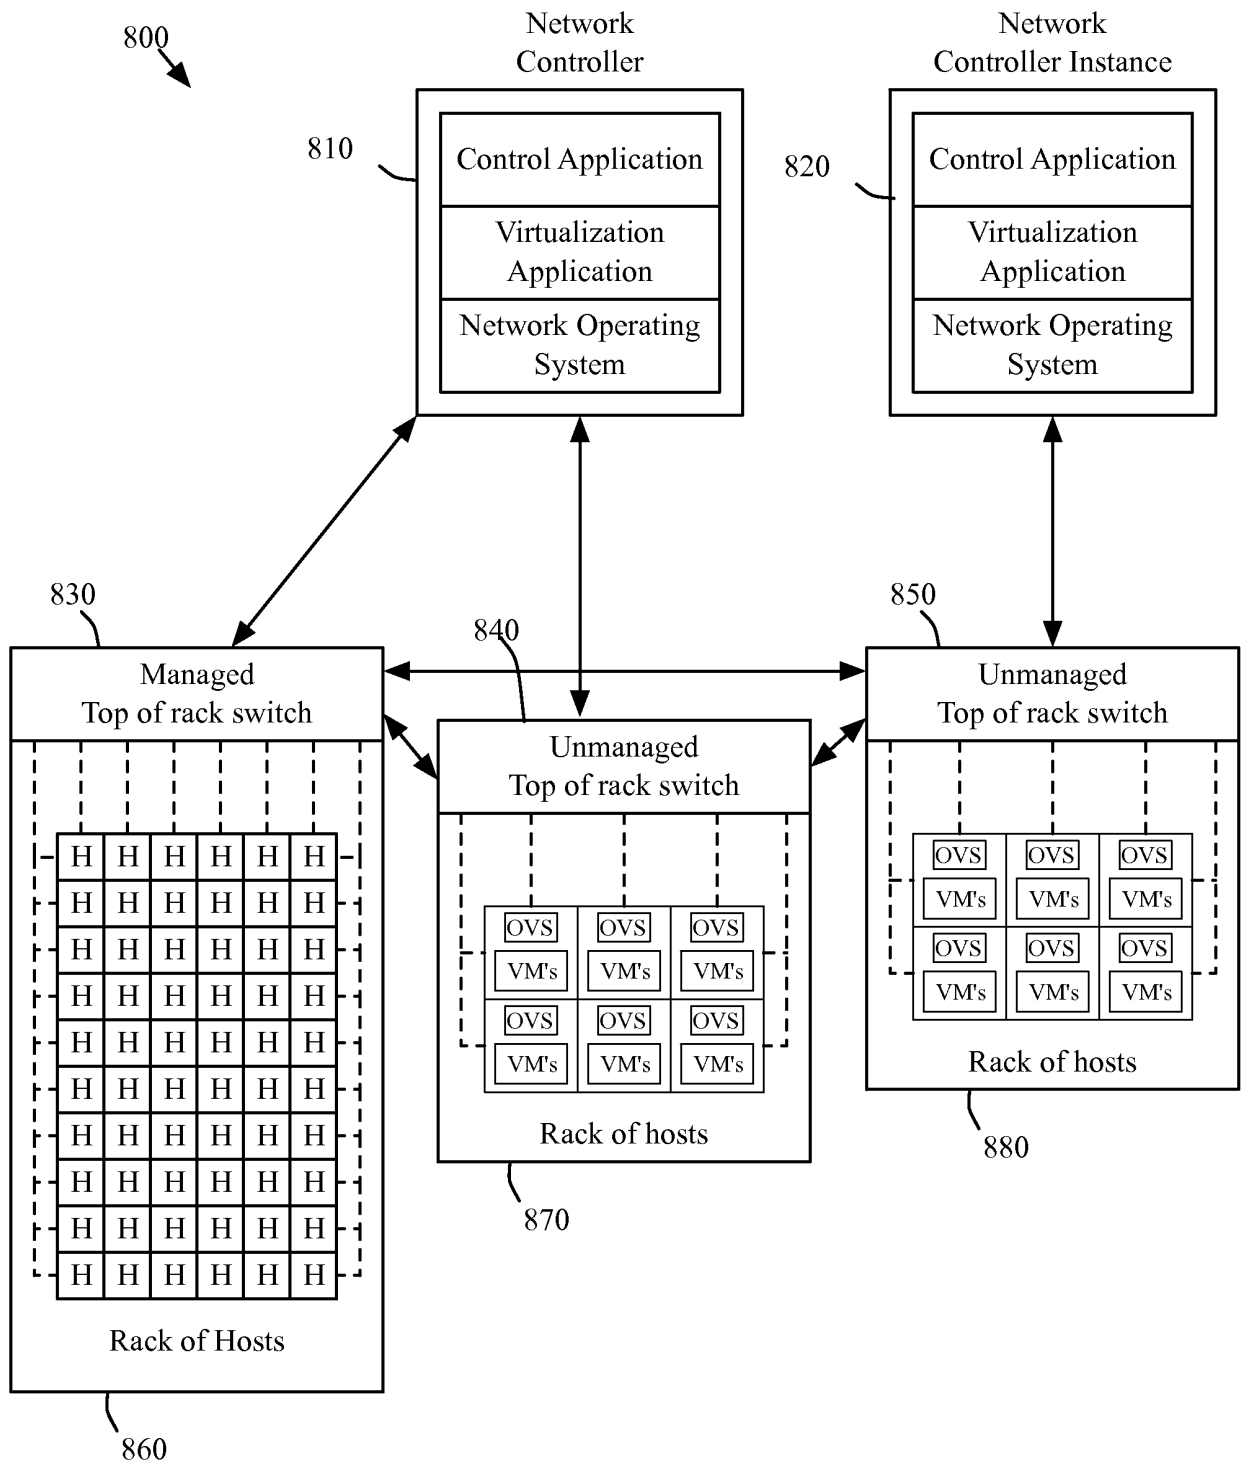 800
Network
Controller
Network
Controller Instance
810
Control Application
Virtualization
Application
Network Operating
System
820
Control Application
Virtualization
Application
Network Operating
System
830
Managed
Top of rack switch
840
Unmanaged
Top of rack switch
850
Unmanaged
Top of rack switch
H H H H H H
H H H H H H
H H H H H H
H H H H H H
H H H H H H
H H H H H H
H H H H H H
H H H H H H
H H H H H H
H H H H H H
Rack of Hosts
860
OVS OVS OVS
VM's VM's VM's
OVS OVS OVS
VM's VM's VM's
Rack of hosts
870
OVS OVS OVS
VM's VM's VM's
OVS OVS OVS
VM's VM's VM's
Rack of hosts
880